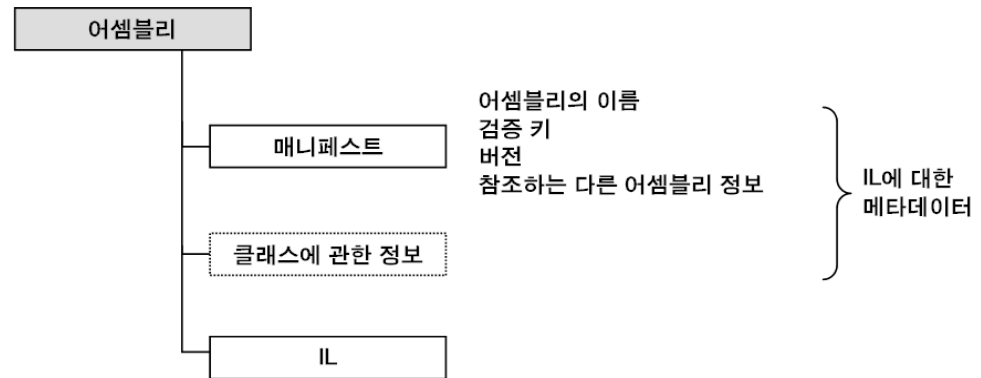 어셈블리
매니페스트
어셈블리의 이름
검증 키
버전
참조하는 다른 어셈블리 정보
클래스에 관한 정보
IL에 대한
메타데이터
IL